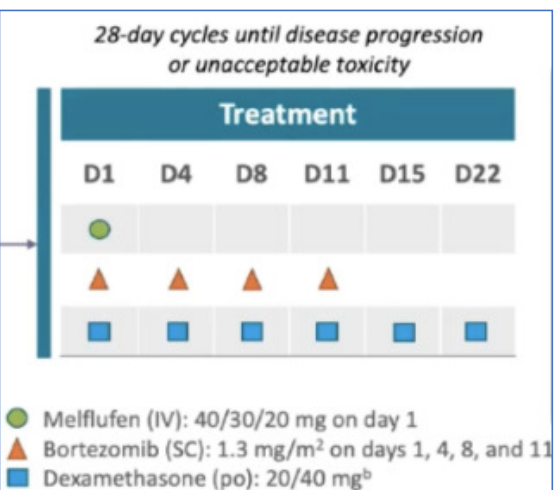 28-day cycles until disease progression
or unacceptable toxicity
Treatment
D1 D4 D8 D11 D15 D22
Melflufen (IV): 40/30/20 mg on day 1
Bortezomib (SC): 1.3 mg/m² on days 1, 4, 8, and 11
Dexamethasone (po): 20/40 mgᵇ